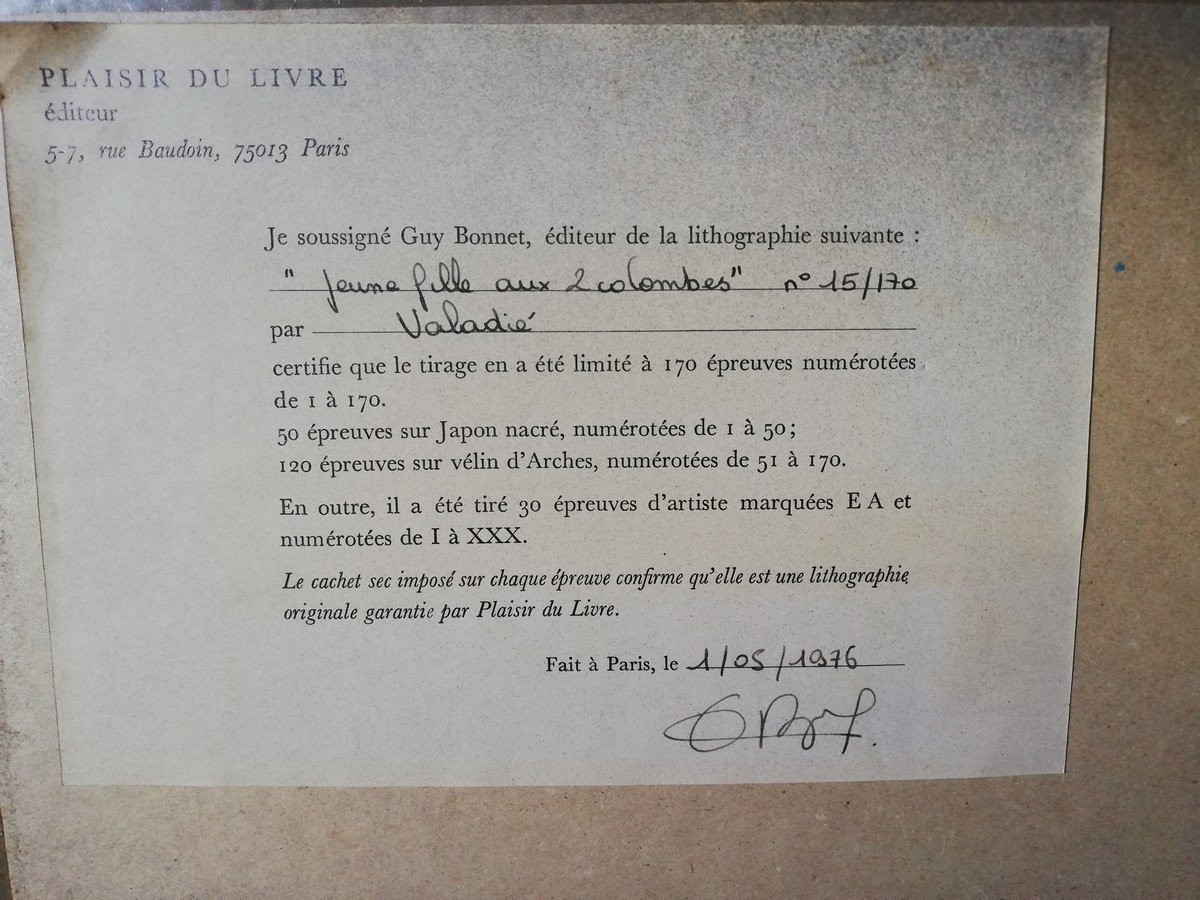 PLAISIR DU LIVRE
éditeur
5-7, rue Baudoin, 75013 Paris
Je soussigné Guy Bonnet, éditeur de la lithographie suivante :
"Jeune fille aux 2 colombes" n° 15/170
par Valadié
certifie que le tirage en a été limité à 170 épreuves numérotées
de 1 à 170.
50 épreuves sur Japon nacré, numérotées de 1 à 50;
120 épreuves sur vélin d'Arches, numérotées de 51 à 170.
En outre, il a été tiré 30 épreuves d'artiste marquées E A et
numérotées de I à XXX.
Le cachet sec imposé sur chaque épreuve confirme qu'elle est une lithographie
originale garantie par Plaisir du Livre.
Fait à Paris, le 1/05/1976